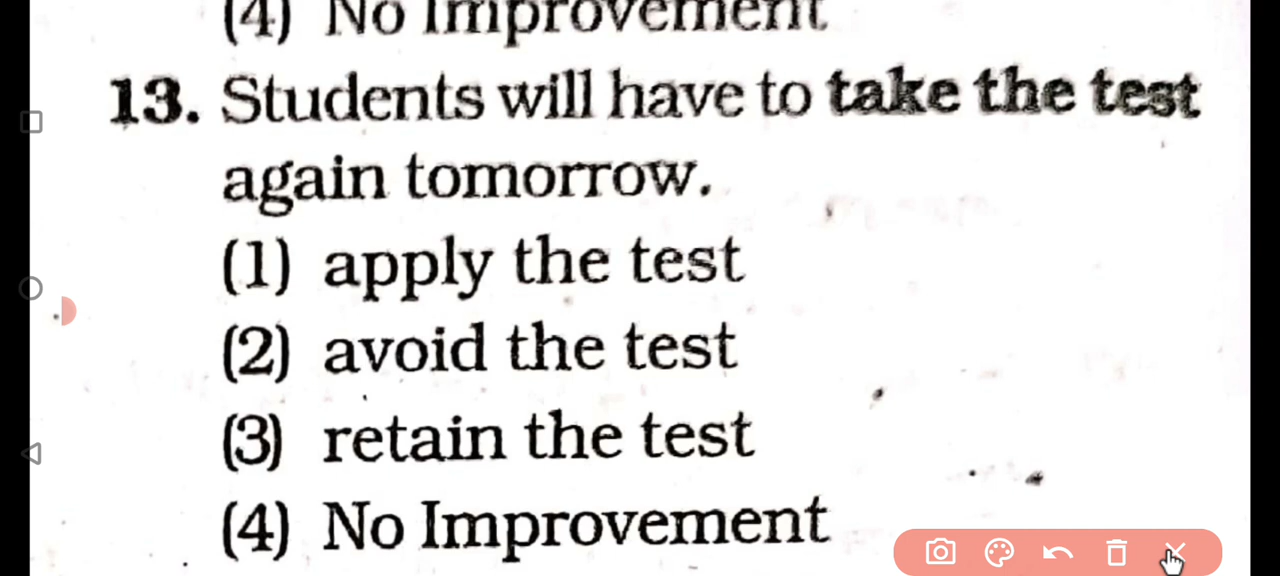 (4) No Improvement
13. Students will have to take the test
again tomorrow.
(1) apply the test
(2) avoid the test
(3) retain the test
(4) No Improvement